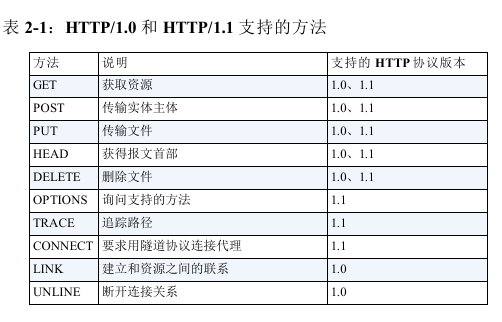 表 2-1：HTTP/1.0 和 HTTP/1.1 支持的方法
方法 说明 支持的 HTTP 协议版本
GET 获取资源 1.0、1.1
POST 传输实体主体 1.0、1.1
PUT 传输文件 1.0、1.1
HEAD 获得报文首部 1.0、1.1
DELETE 删除文件 1.0、1.1
OPTIONS 询问支持的方法 1.1
TRACE 追踪路径 1.1
CONNECT 要求用隧道协议连接代理 1.1
LINK 建立和资源之间的联系 1.0
UNLINE 断开连接关系 1.0